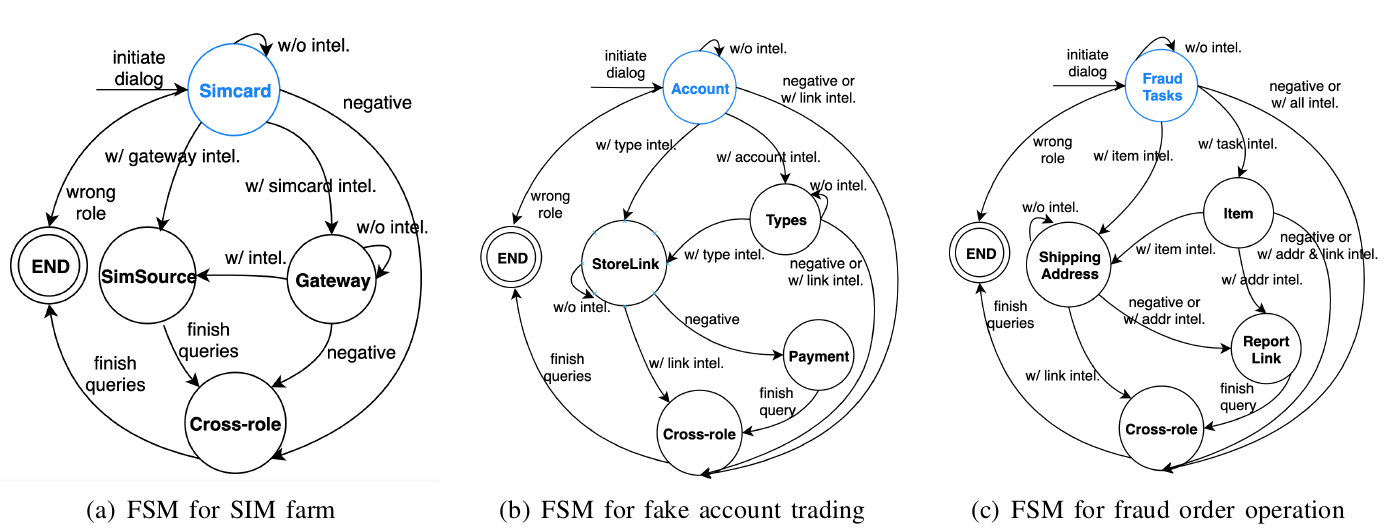 initiate
dialog
w/o intel.
Simcard
negative
w/ gateway intel.
w/ simcard intel.
wrong
role
w/o intel.
END
SimSource
w/ intel.
Gateway
finish
queries
negative
finish
queries
Cross-role
(a) FSM for SIM farm
initiate
dialog
w/o intel.
Account
negative or
w/ link intel.
w/ type intel.
w/ account intel.
wrong
role
w/o intel.
Types
END
StoreLink
w/ type intel.
negative or
w/ link intel.
w/o intel.
negative
Payment
finish
queries
w/ link intel.
finish
query
Cross-role
(b) FSM for fake account trading
initiate
dialog
w/o intel.
Fraud
Tasks
negative or
w/ all intel.
wrong
role
w/ item intel.
w/ task intel.
w/o intel.
Item
END
Shipping
Address
w/ item intel.
negative or
w/ addr & link intel.
w/ addr intel.
finish
queries
negative or
w/ addr intel.
Report
Link
w/ link intel.
finish
query
Cross-role
(c) FSM for fraud order operation